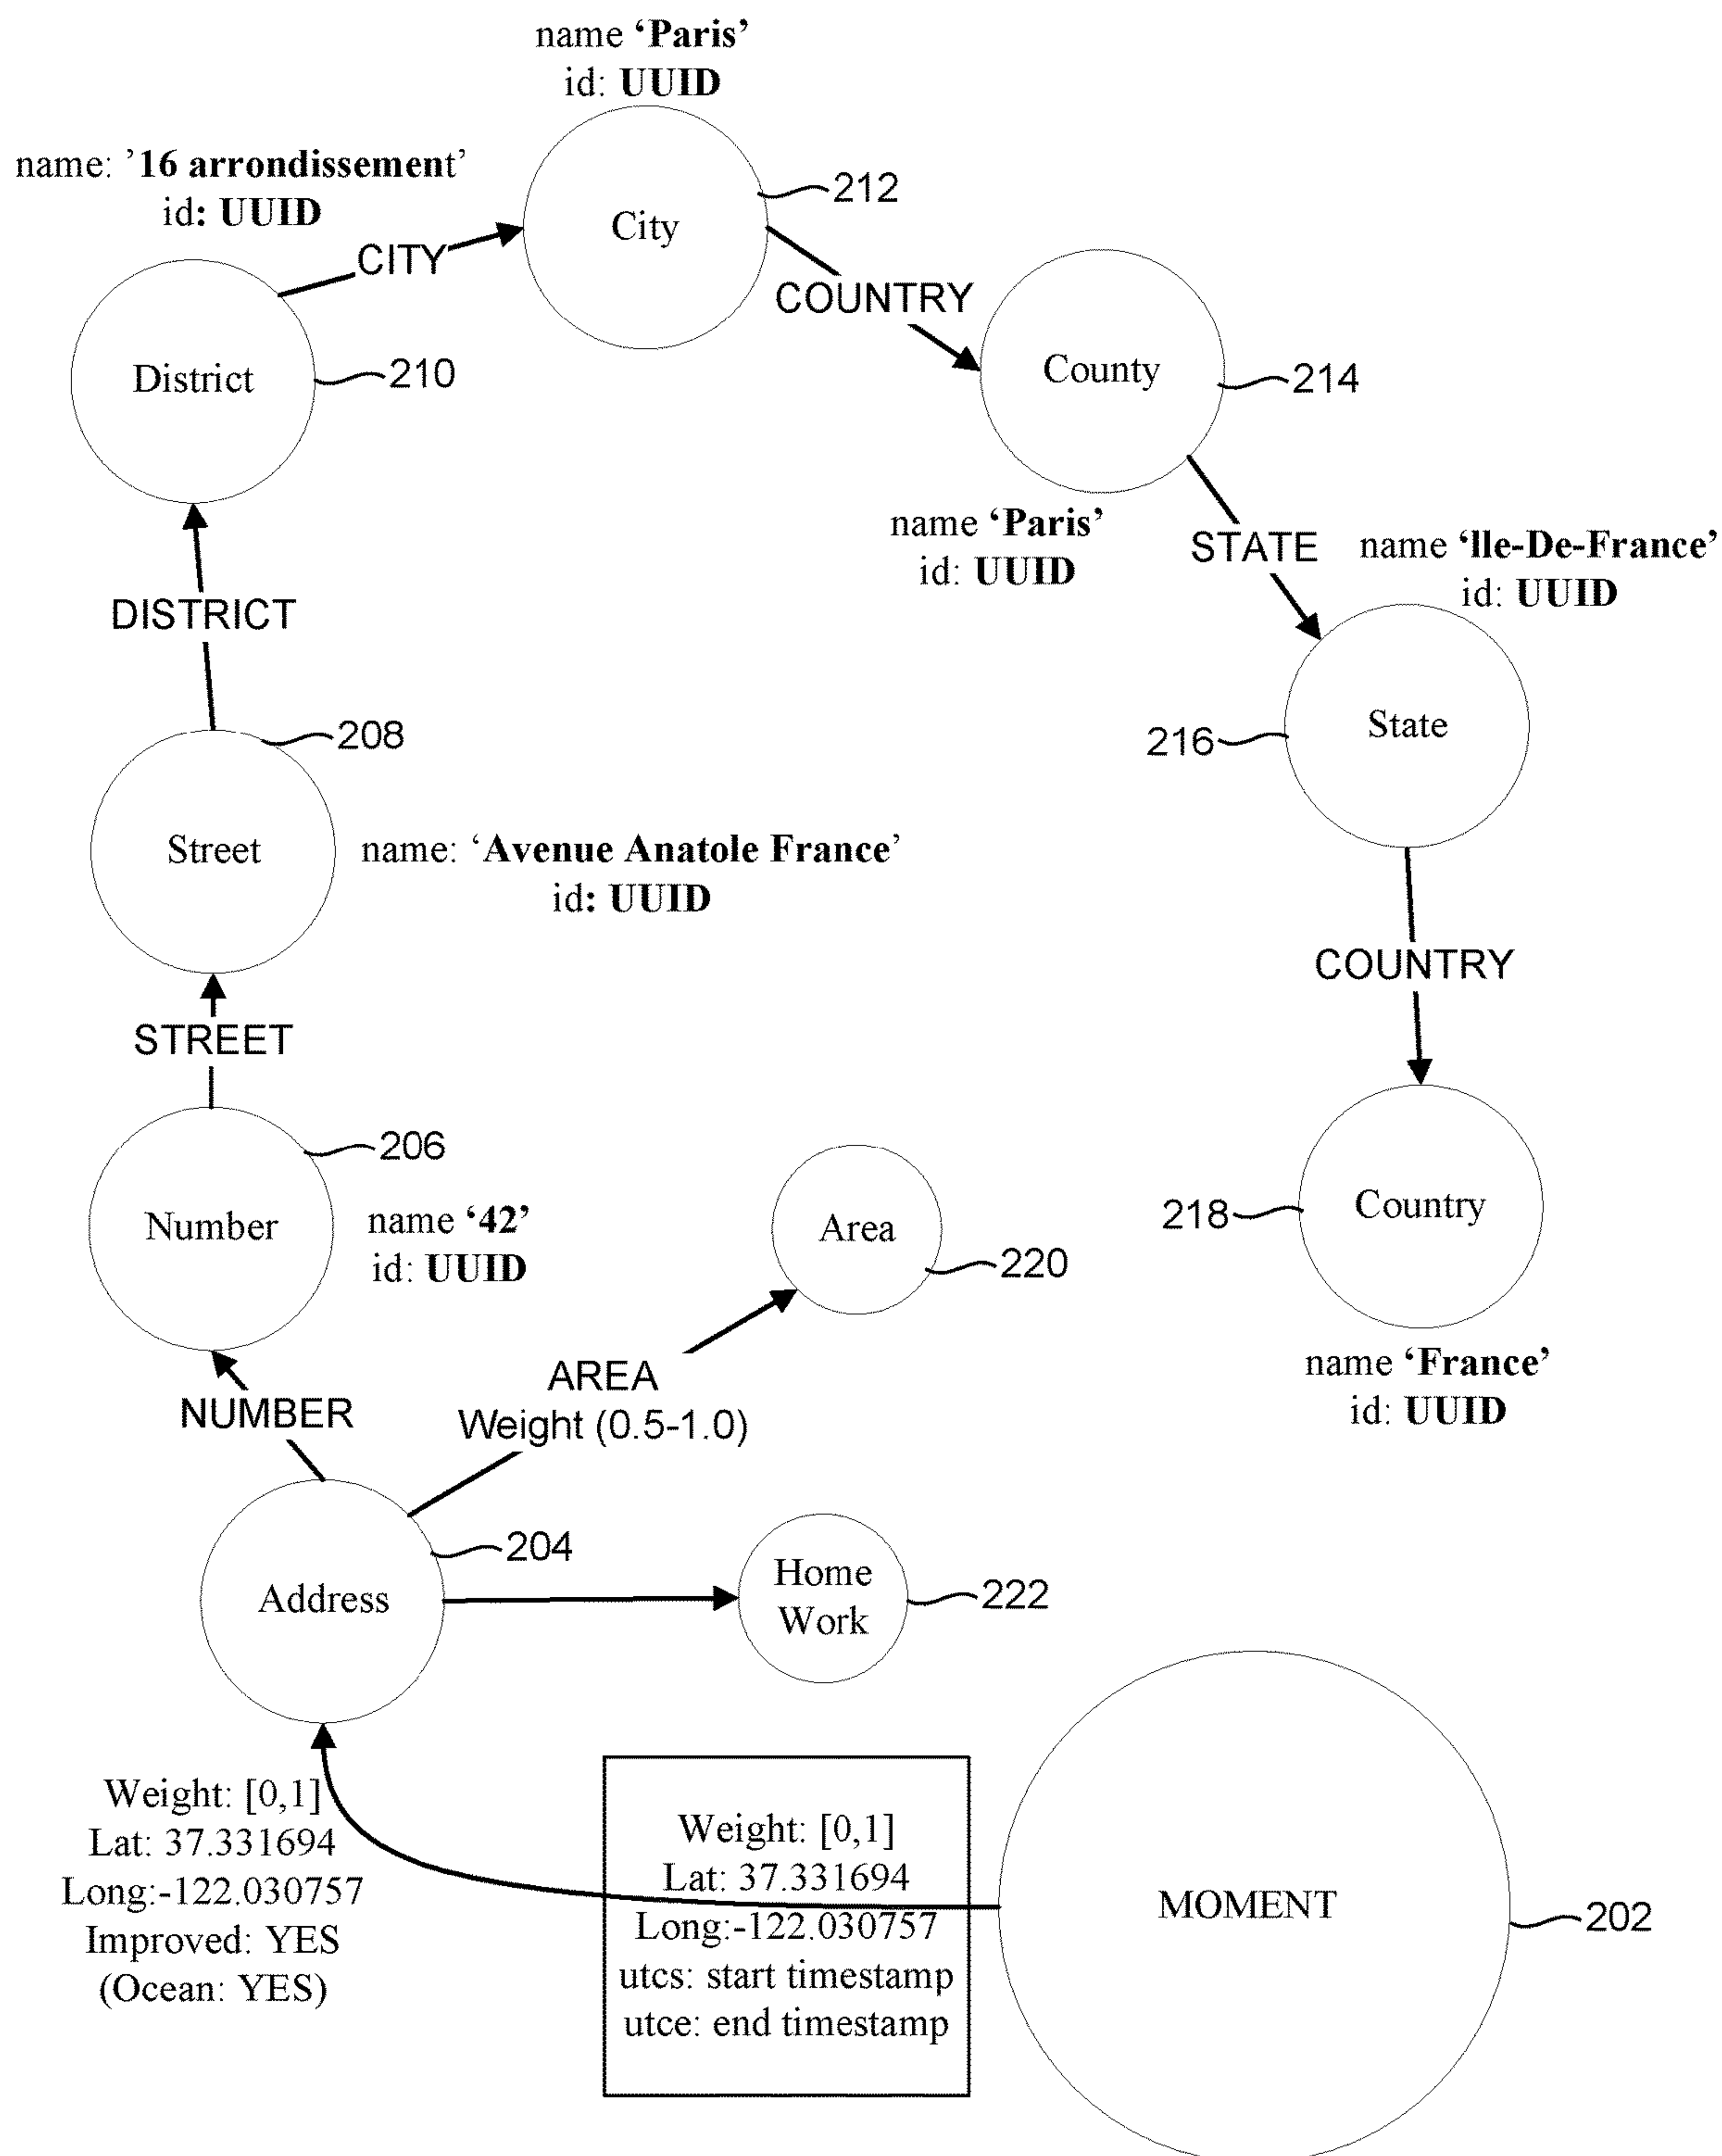 name ‘Paris’
id: UUID
name: ’16 arrondissement’
id: UUID
212
City
CITY
COUNTRY
District
210
County
214
name ‘Paris’
id: UUID
STATE
name ‘Ile-De-France’
id: UUID
DISTRICT
208
State
216
Street
name: ‘Avenue Anatole France’
id: UUID
COUNTRY
STREET
206
Number
name ‘42’
id: UUID
Area
220
Country
218
name ‘France’
id: UUID
AREA
Weight (0.5-1.0)
NUMBER
204
Address
Home
Work
222
Weight: [0,1]
Lat: 37.331694
Long:-122.030757
Improved: YES
(Ocean: YES)
Weight: [0,1]
Lat: 37.331694
Long:-122.030757
utcs: start timestamp
utce: end timestamp
MOMENT
202